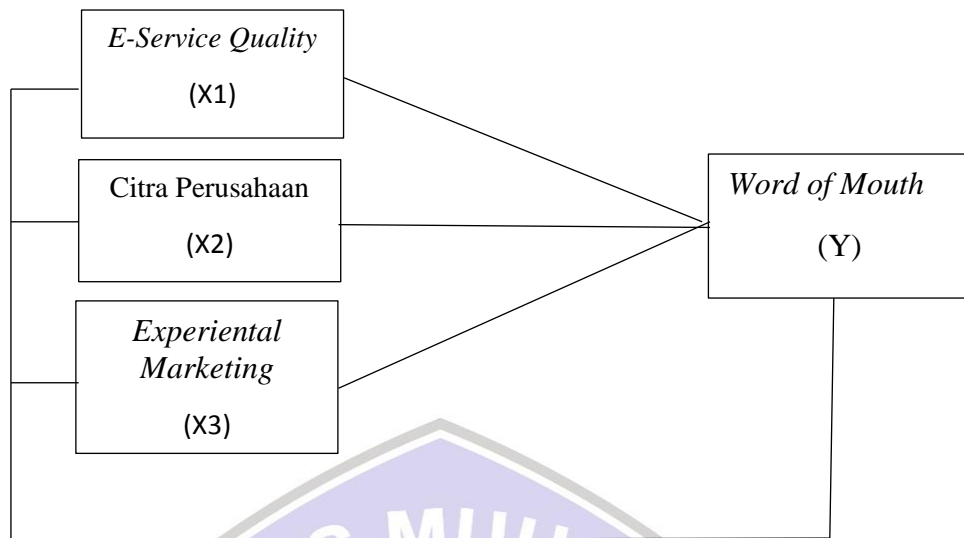 E-Service Quality
(X1)
Citra Perusahaan
(X2)
Experiental
Marketing
(X3)
Word of Mouth
(Y)